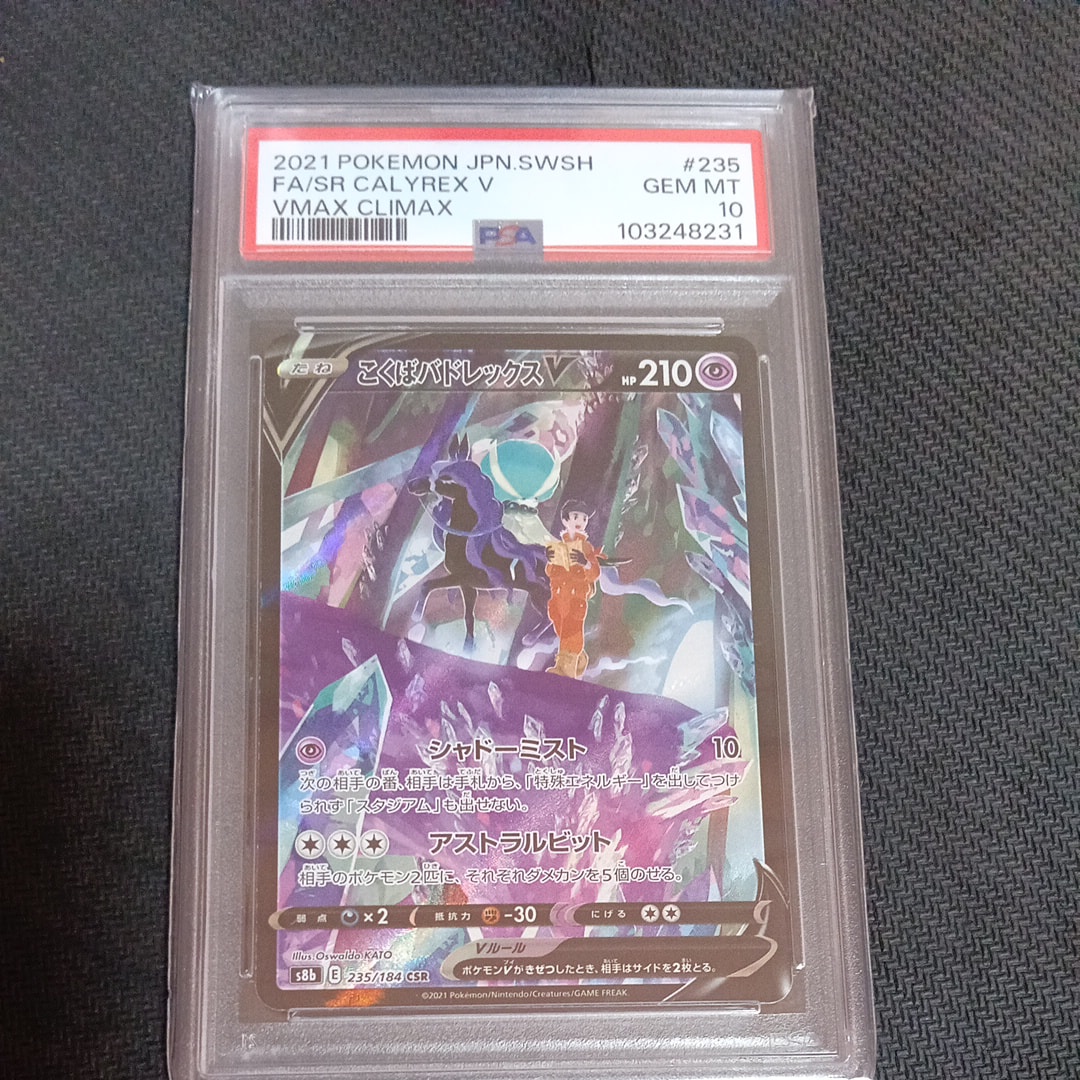 2021 POKEMON JPN.SWSH #235
FA/SR CALYREX V GEM MT
VMAX CLIMAX 10
PSA 103248231
たね こくばバドレックスV HP 210
シャドーミスト 10
次の相手の番、相手は手札から、「特殊エネルギー」を出してつけ
られず「スタジアム」も出せない。
アストラルビット
相手のポケモン2匹に、それぞれダメカンを5個のせる。
弱点 ×2 抵抗力 -30 にげる
Vルール
ポケモンVがきぜつしたとき、相手はサイドを2枚とる。
Illus. Oswaldo KATO
s8b E 235/184 CSR
©2021 Pokémon/Nintendo/Creatures/GAME FREAK